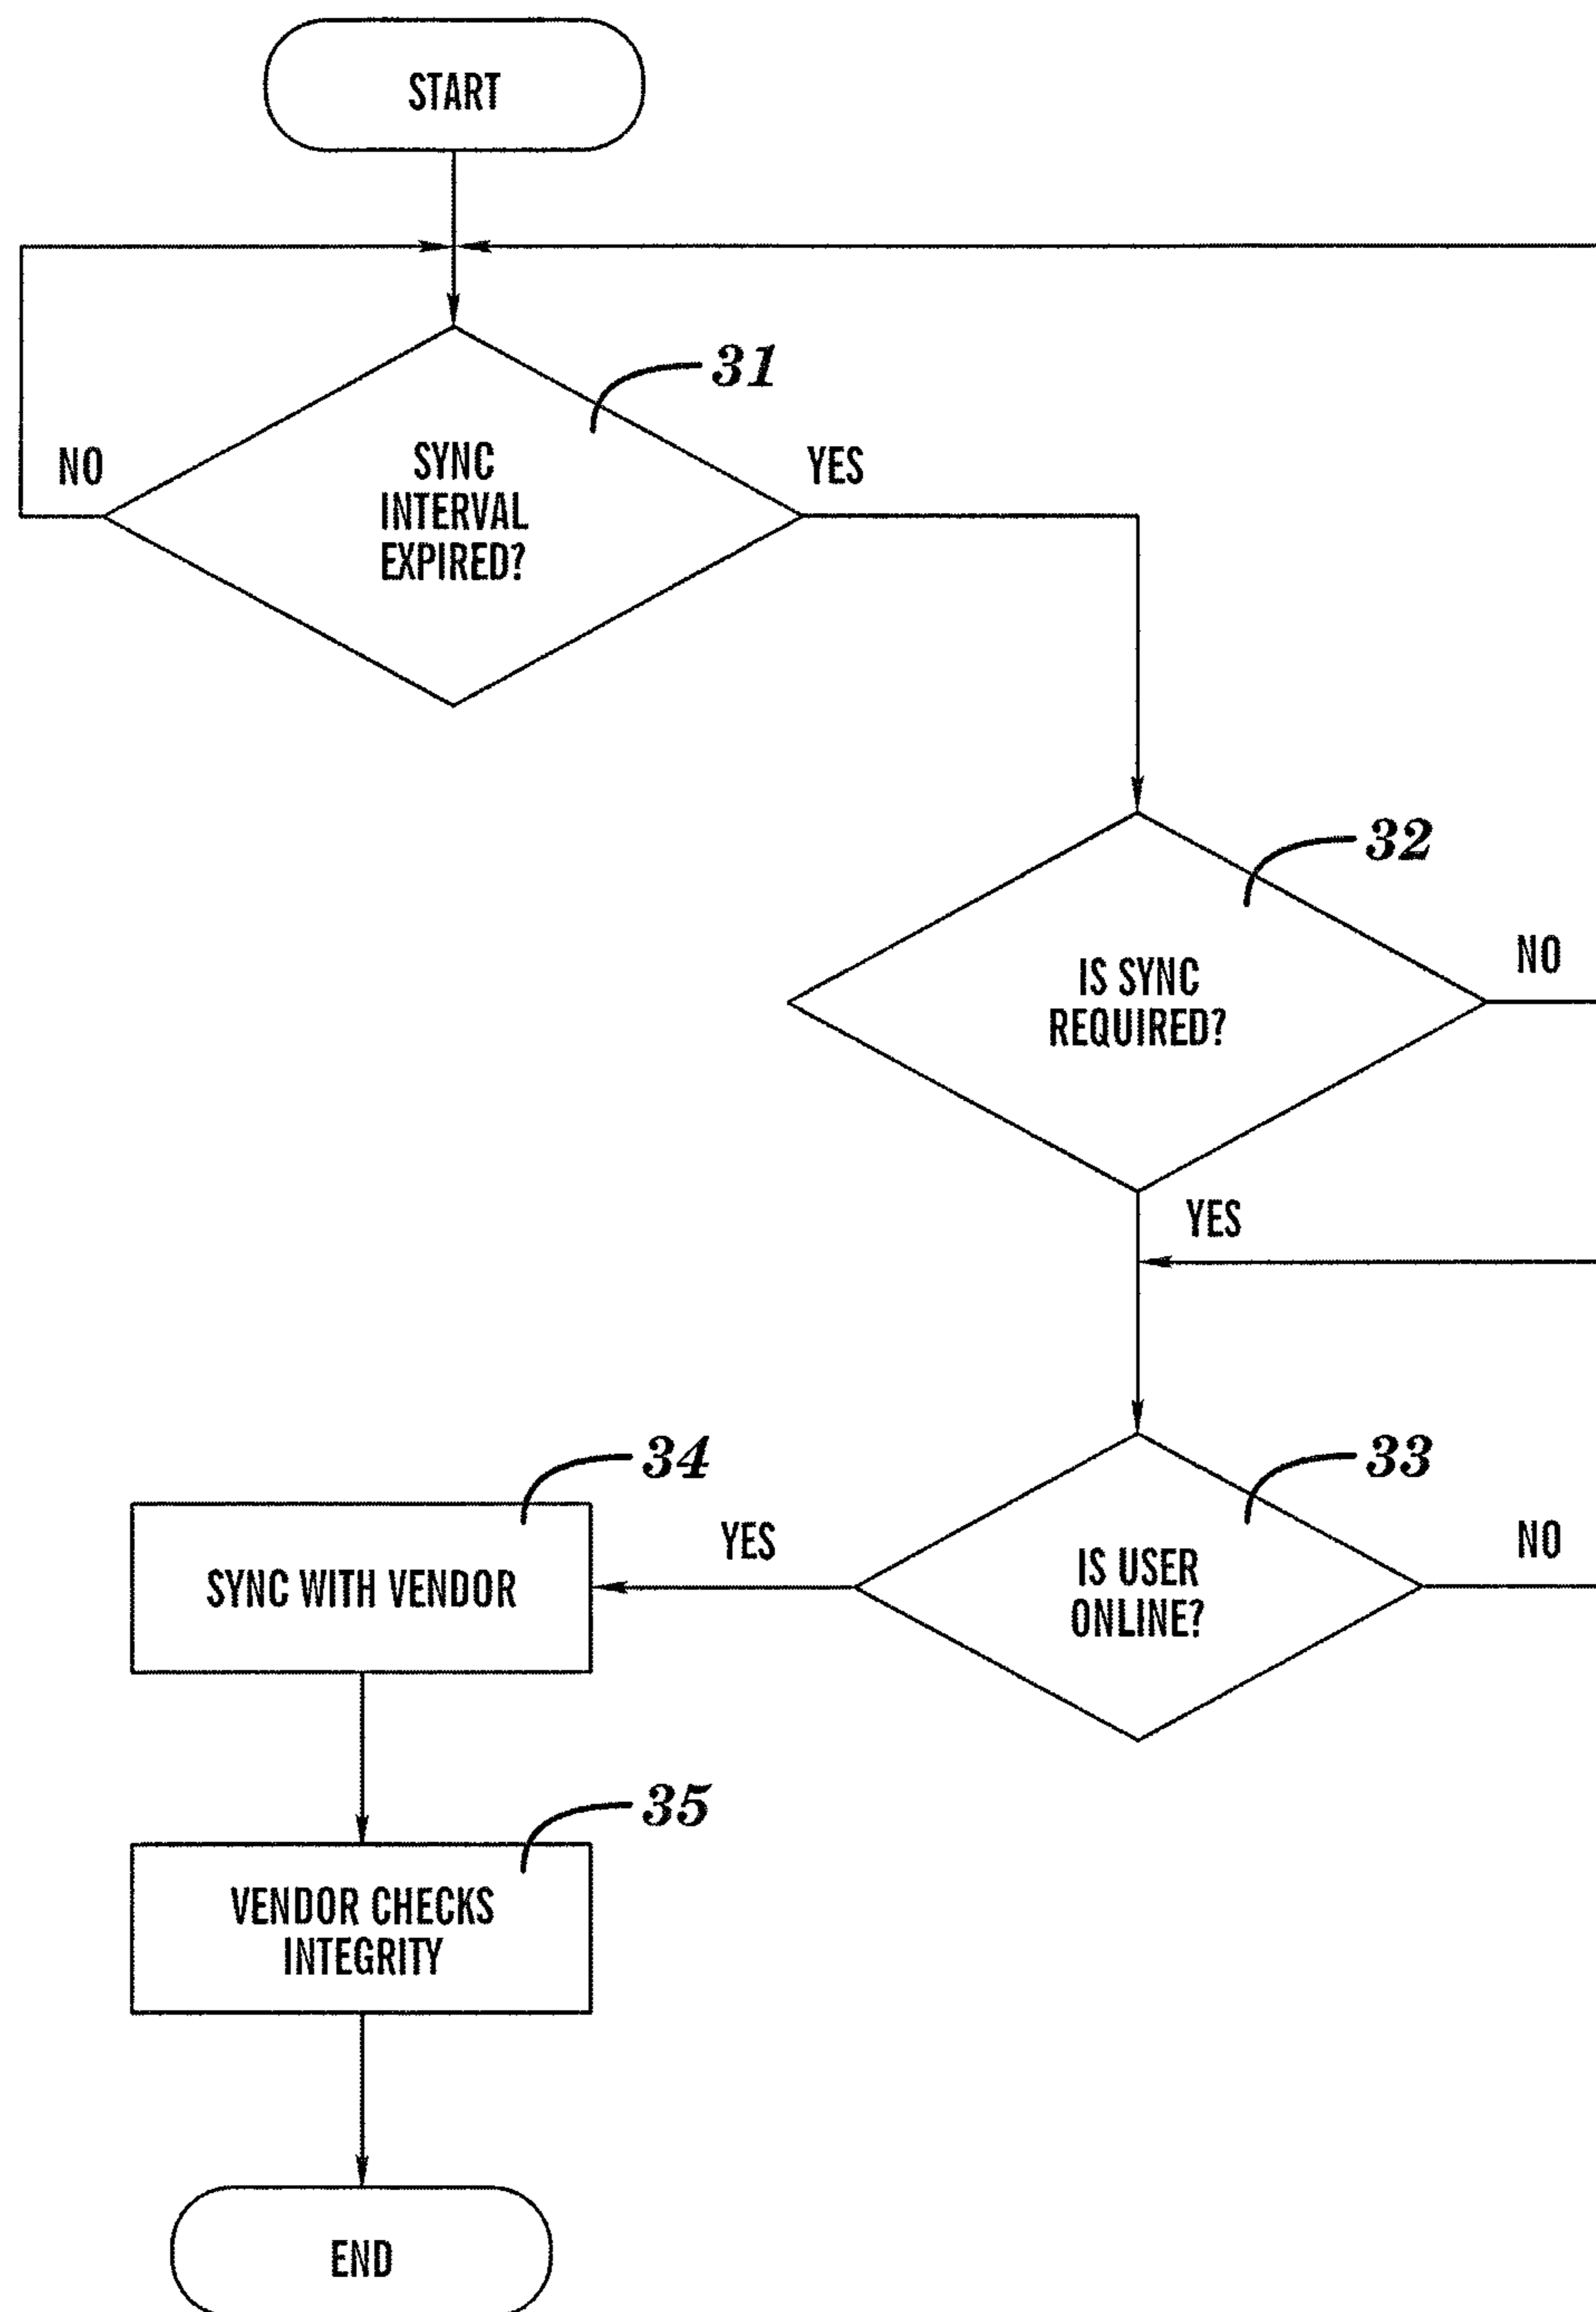 START
31
NO
SYNC
INTERVAL
EXPIRED?
YES
32
IS SYNC
REQUIRED?
NO
YES
33
IS USER
ONLINE?
NO
YES
34
SYNC WITH VENDOR
35
VENDOR CHECKS
INTEGRITY
END